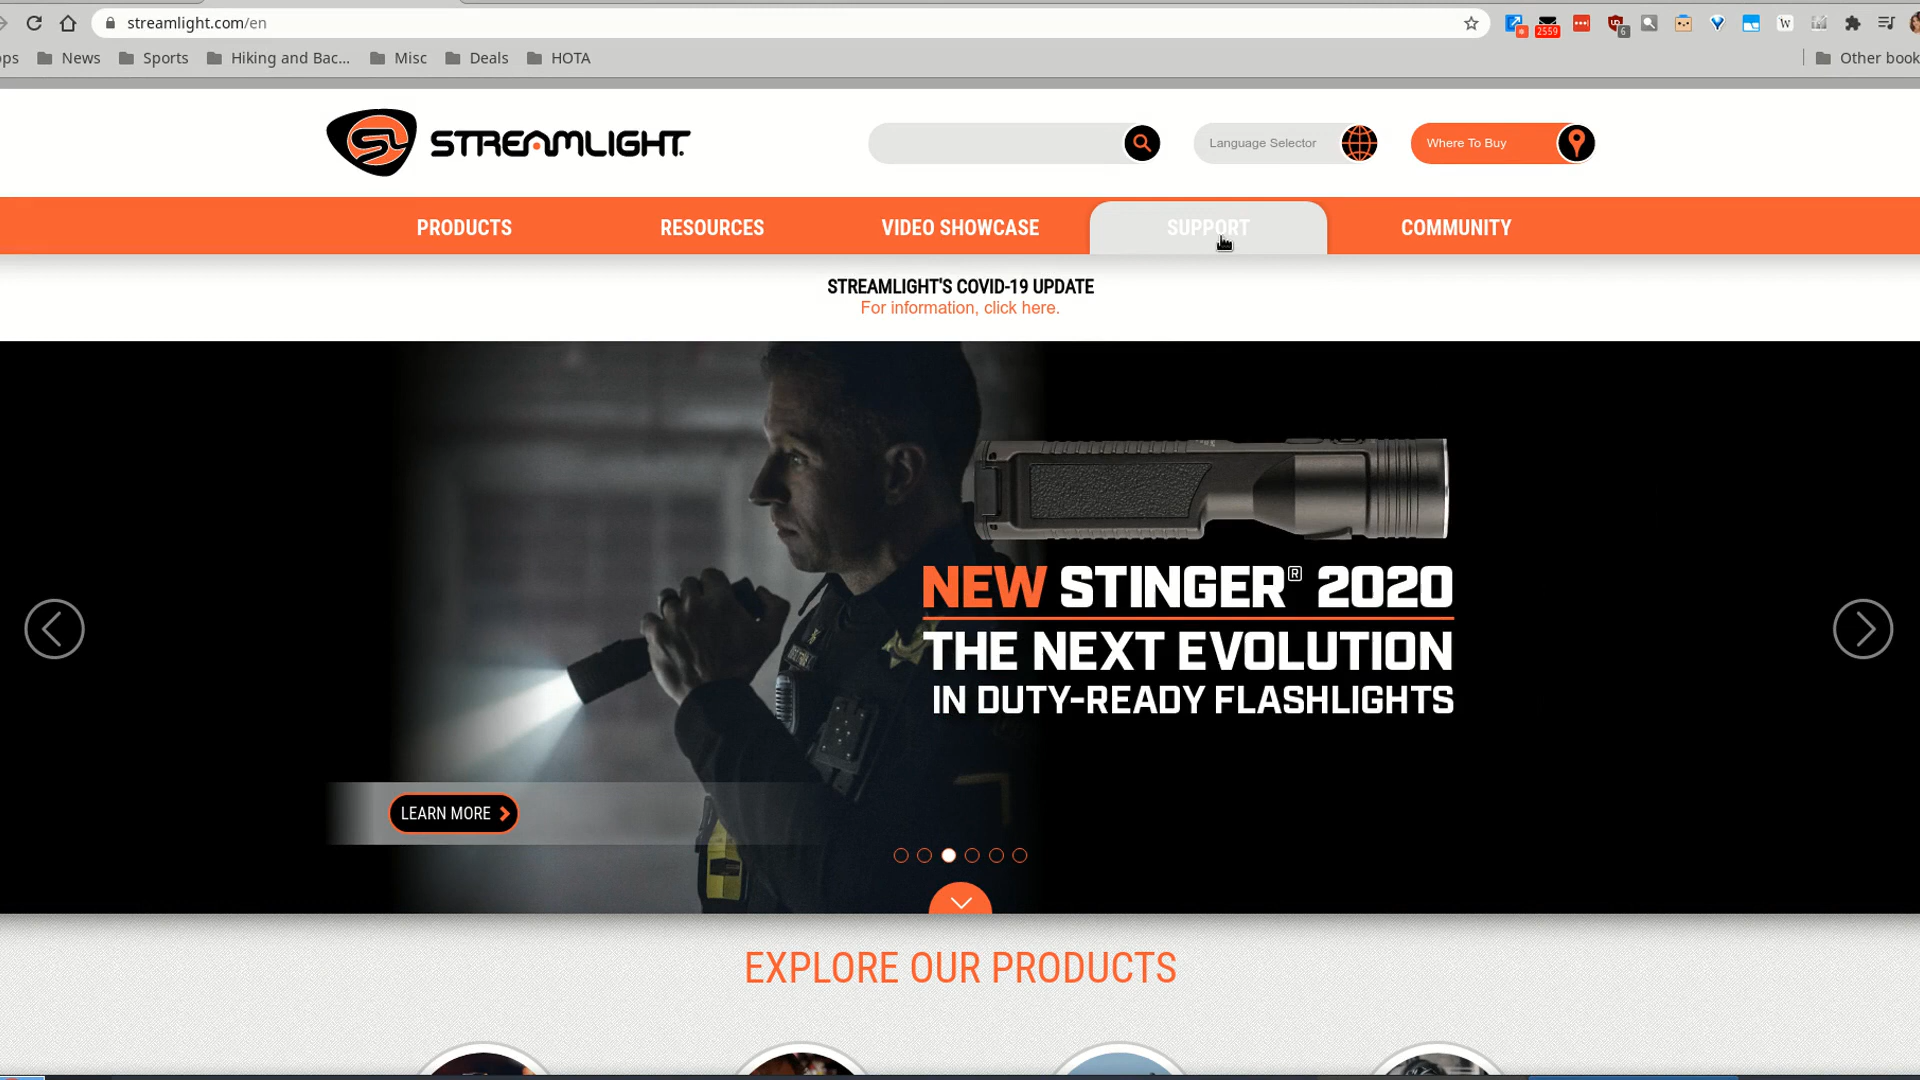 streamlight.com/en
2559
6
W
ps
News
Sports
Hiking and Bac...
Misc
Deals
HOTA
Other book
STREAMLIGHT
Language Selector
Where To Buy
PRODUCTS
RESOURCES
VIDEO SHOWCASE
SUPPORT
COMMUNITY
STREAMLIGHT'S COVID-19 UPDATE
For information, click here.
NEW STINGER® 2020
THE NEXT EVOLUTION
IN DUTY-READY FLASHLIGHTS
LEARN MORE
EXPLORE OUR PRODUCTS